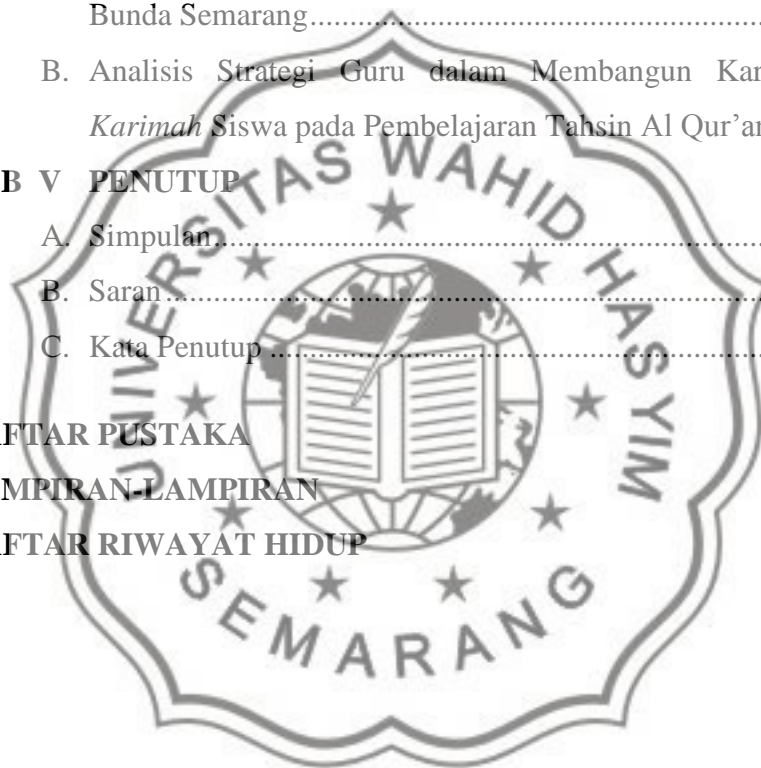 Bunda Semarang
B. Analisis Strategi Guru dalam Membangun Kar
Karimah Siswa pada Pembelajaran Tahsin Al Qur'an
B V PENUTUP
A. Simpulan
B. Saran
C. Kata Penutup
FTAR PUSTAKA
MPIRAN-LAMPIRAN
FTAR RIWAYAT HIDUP
UNIVERSITAS WAHID HASYIM
SEMARANG